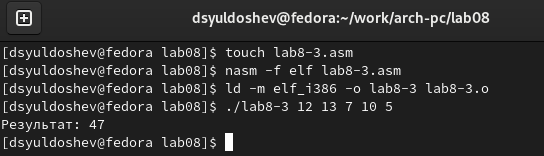 dsyuldoshev@fedora:~/work/arch-pc/lab08
[dsyuldoshev@fedora lab08]$ touch lab8-3.asm
[dsyuldoshev@fedora lab08]$ nasm -f elf lab8-3.asm
[dsyuldoshev@fedora lab08]$ ld -m elf_i386 -o lab8-3 lab8-3.o
[dsyuldoshev@fedora lab08]$ ./lab8-3 12 13 7 10 5
Результат: 47
[dsyuldoshev@fedora lab08]$